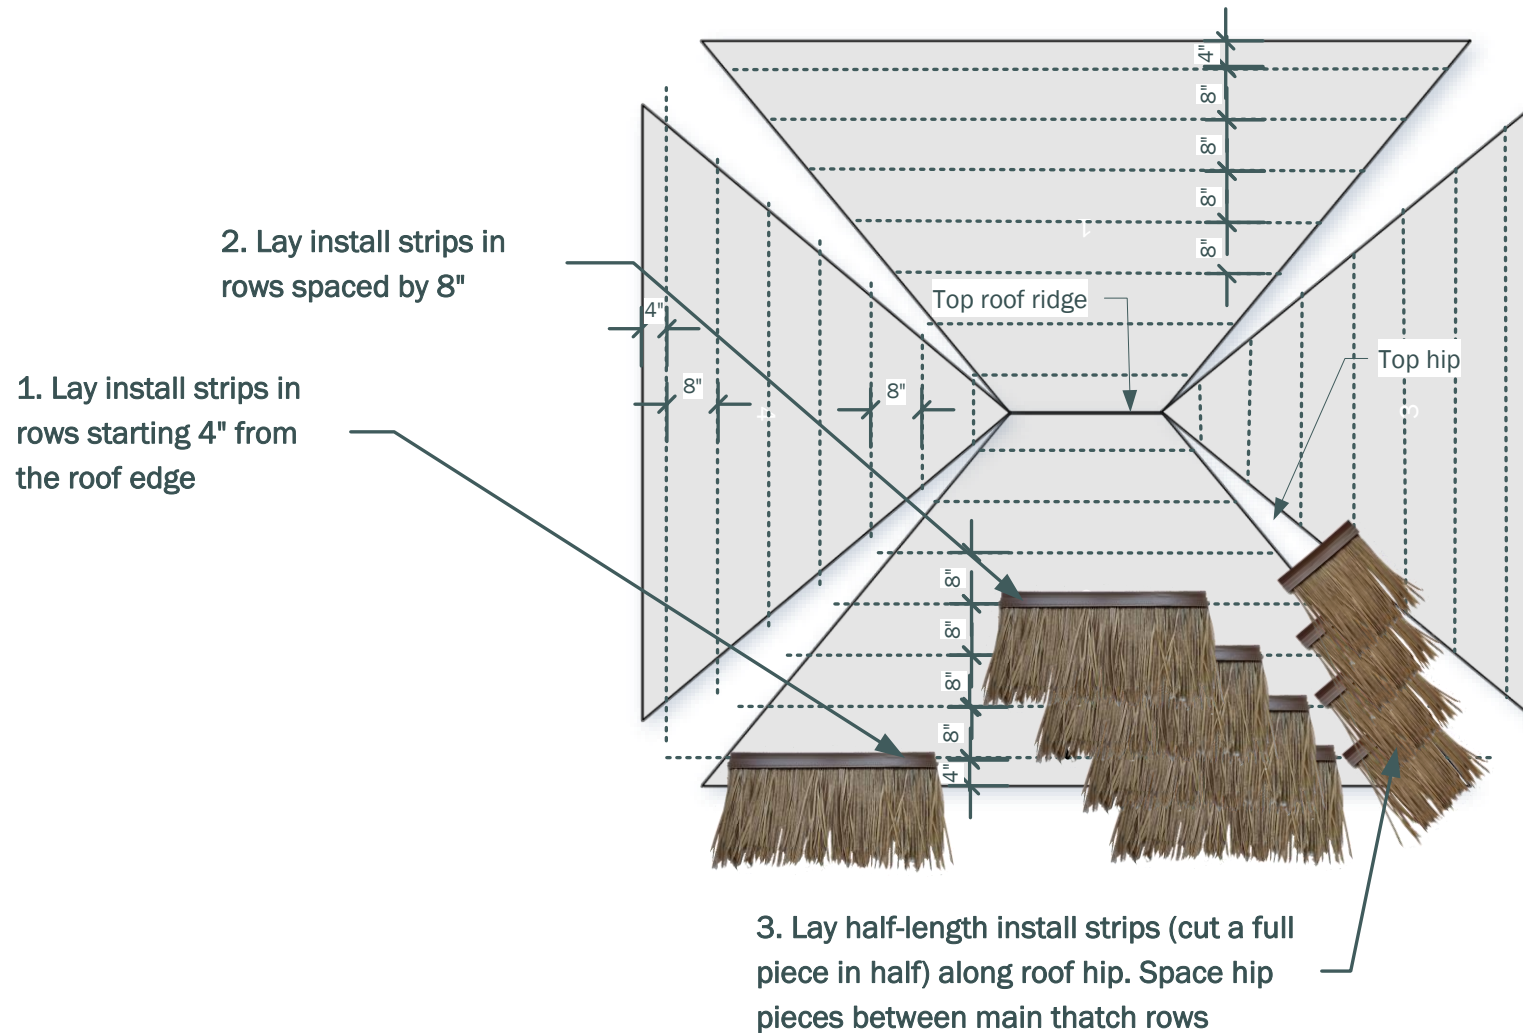 4"
8"
8"
8"
8"
2. Lay install strips in
rows spaced by 8"
Top roof ridge
4"
Top hip
1. Lay install strips in
rows starting 4" from
the roof edge
8"
8"
1
4
3
8"
8"
8"
8"
4"
3. Lay half-length install strips (cut a full
piece in half) along roof hip. Space hip
pieces between main thatch rows